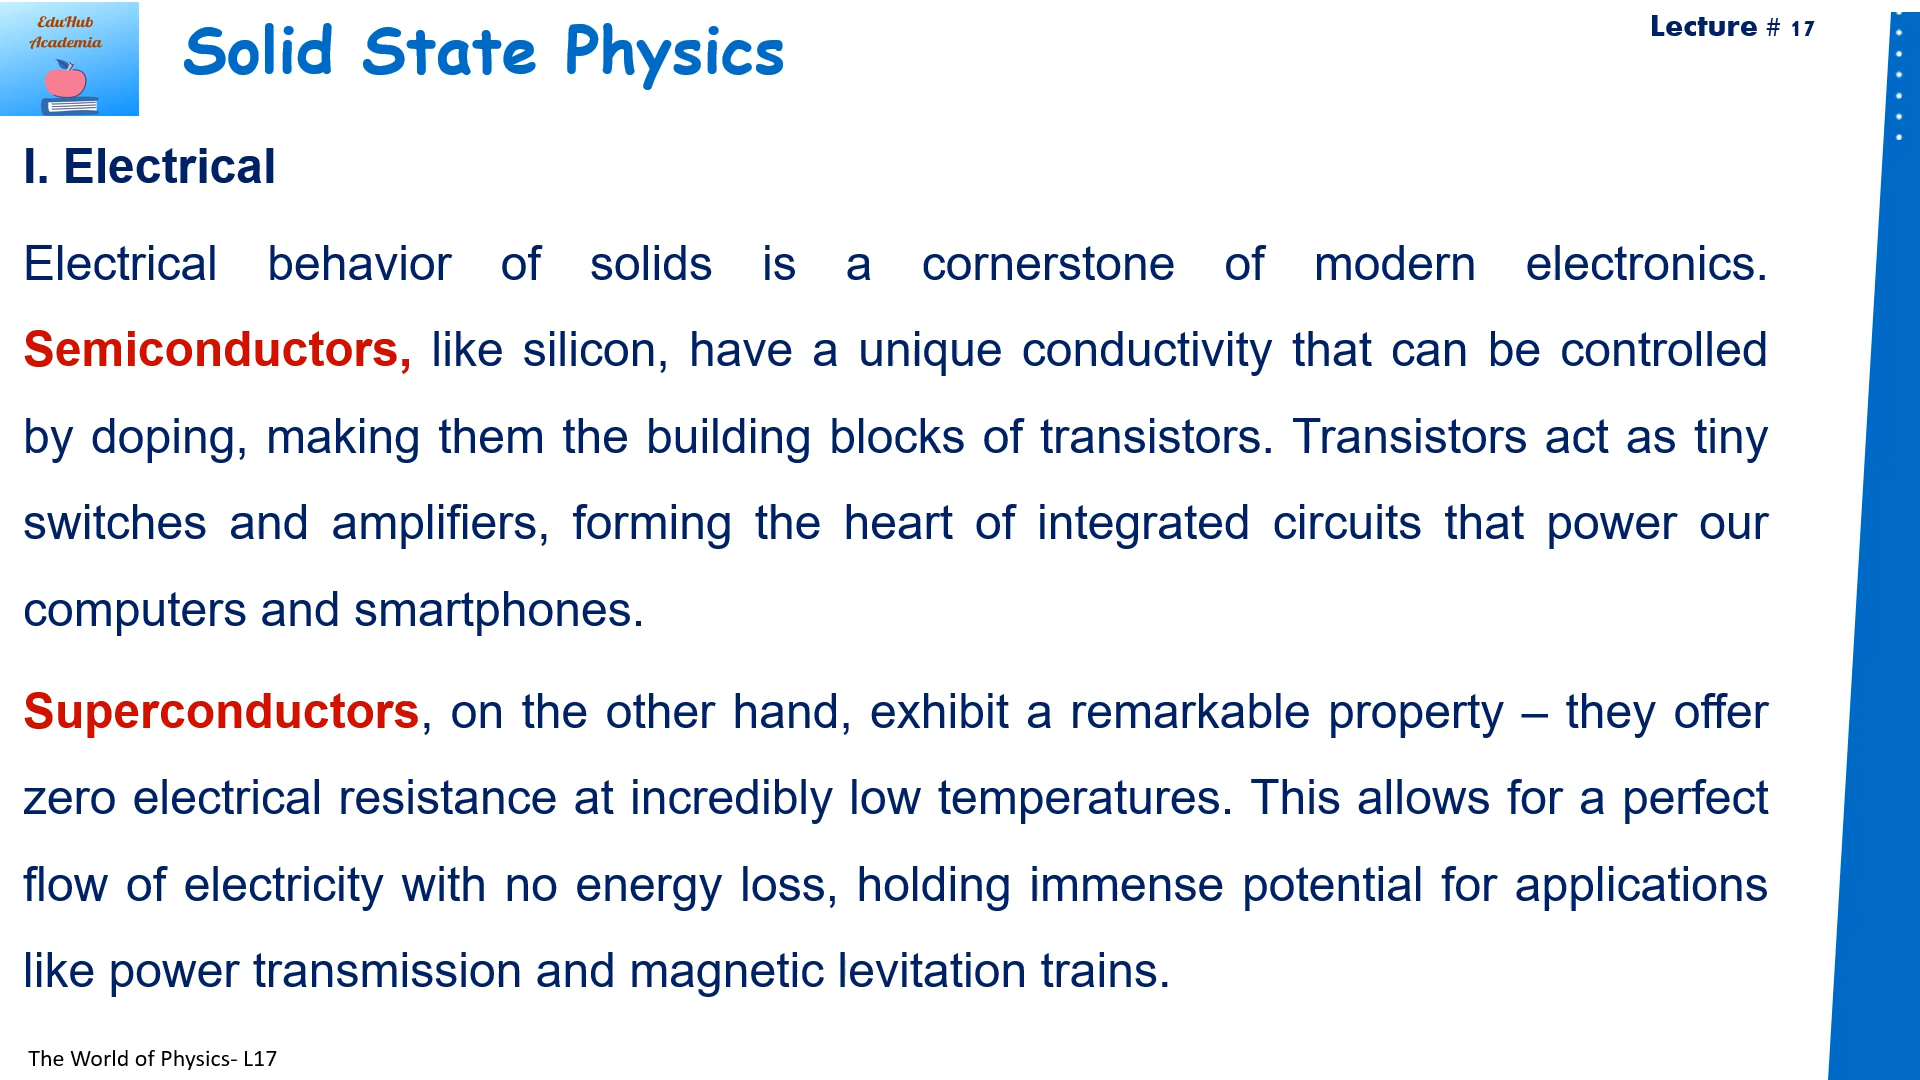 EduHub
Academia
Solid State Physics
Lecture # 17
I. Electrical
Electrical behavior of solids is a cornerstone of modern electronics.
Semiconductors, like silicon, have a unique conductivity that can be controlled
by doping, making them the building blocks of transistors. Transistors act as tiny
switches and amplifiers, forming the heart of integrated circuits that power our
computers and smartphones.
Superconductors, on the other hand, exhibit a remarkable property – they offer
zero electrical resistance at incredibly low temperatures. This allows for a perfect
flow of electricity with no energy loss, holding immense potential for applications
like power transmission and magnetic levitation trains.
The World of Physics- L17